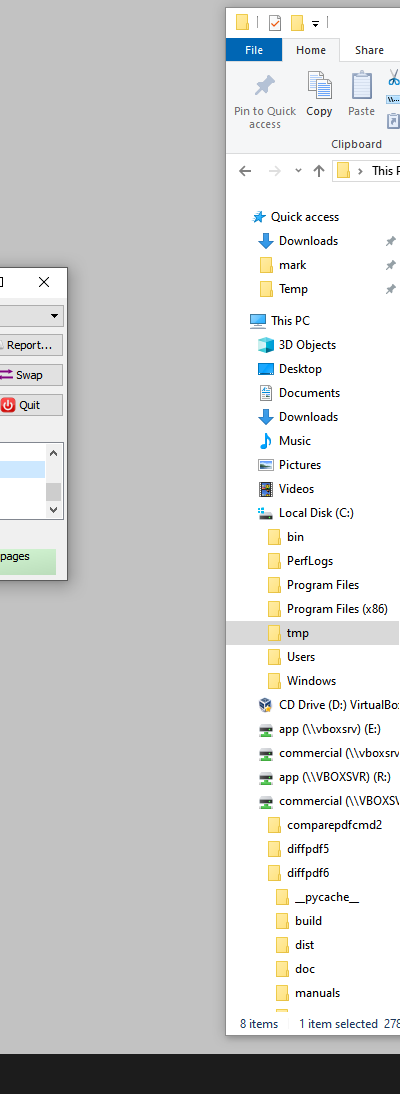 File Home Share
Pin to Quick
access
Copy
Paste
Clipboard
This P
Report...
Swap
Quit
pages
Quick access
Downloads
mark
Temp
This PC
3D Objects
Desktop
Documents
Downloads
Music
Pictures
Videos
Local Disk (C:)
bin
PerfLogs
Program Files
Program Files (x86)
tmp
Users
Windows
CD Drive (D:) VirtualBo
app (\\vboxsrv) (E:)
commercial (\\vboxsrv
app (\\VBOXSVR) (R:)
commercial (\\VBOXSV
comparepdfcmd2
diffpdf5
diffpdf6
__pycache__
build
dist
doc
manuals
8 items 1 item selected 278